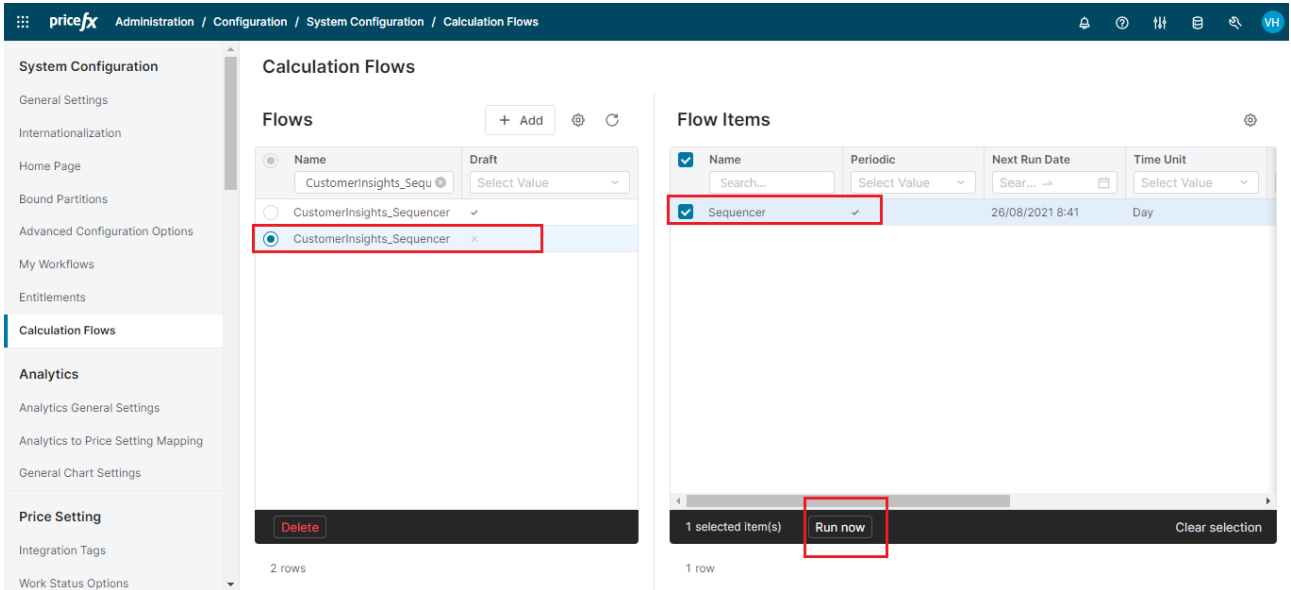 pricefx Administration / Configuration / System Configuration / Calculation Flows VH
System Configuration
General Settings
Internationalization
Home Page
Bound Partitions
Advanced Configuration Options
My Workflows
Entitlements
Calculation Flows
Analytics
Analytics General Settings
Analytics to Price Setting Mapping
General Chart Settings
Price Setting
Integration Tags
Work Status Options
Calculation Flows
Flows + Add
Name Draft
CustomerInsights_Sequ Select Value
CustomerInsights_Sequencer
CustomerInsights_Sequencer
Delete
2 rows
Flow Items
Name Periodic Next Run Date Time Unit
Search... Select Value Sear... Select Value
Sequencer 26/08/2021 8:41 Day
1 selected item(s) Run now Clear selection
1 row